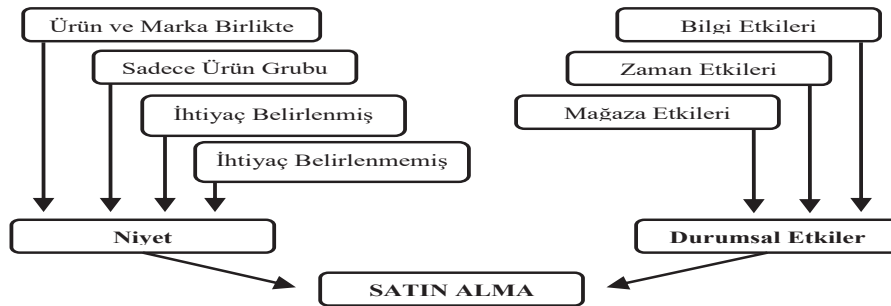 Ürün ve Marka Birlikte
Bilgi Etkileri
Sadece Ürün Grubu
Zaman Etkileri
İhtiyaç Belirlenmiş
Mağaza Etkileri
İhtiyaç Belirlenmemiş
Niyet
Durumsal Etkiler
SATIN ALMA